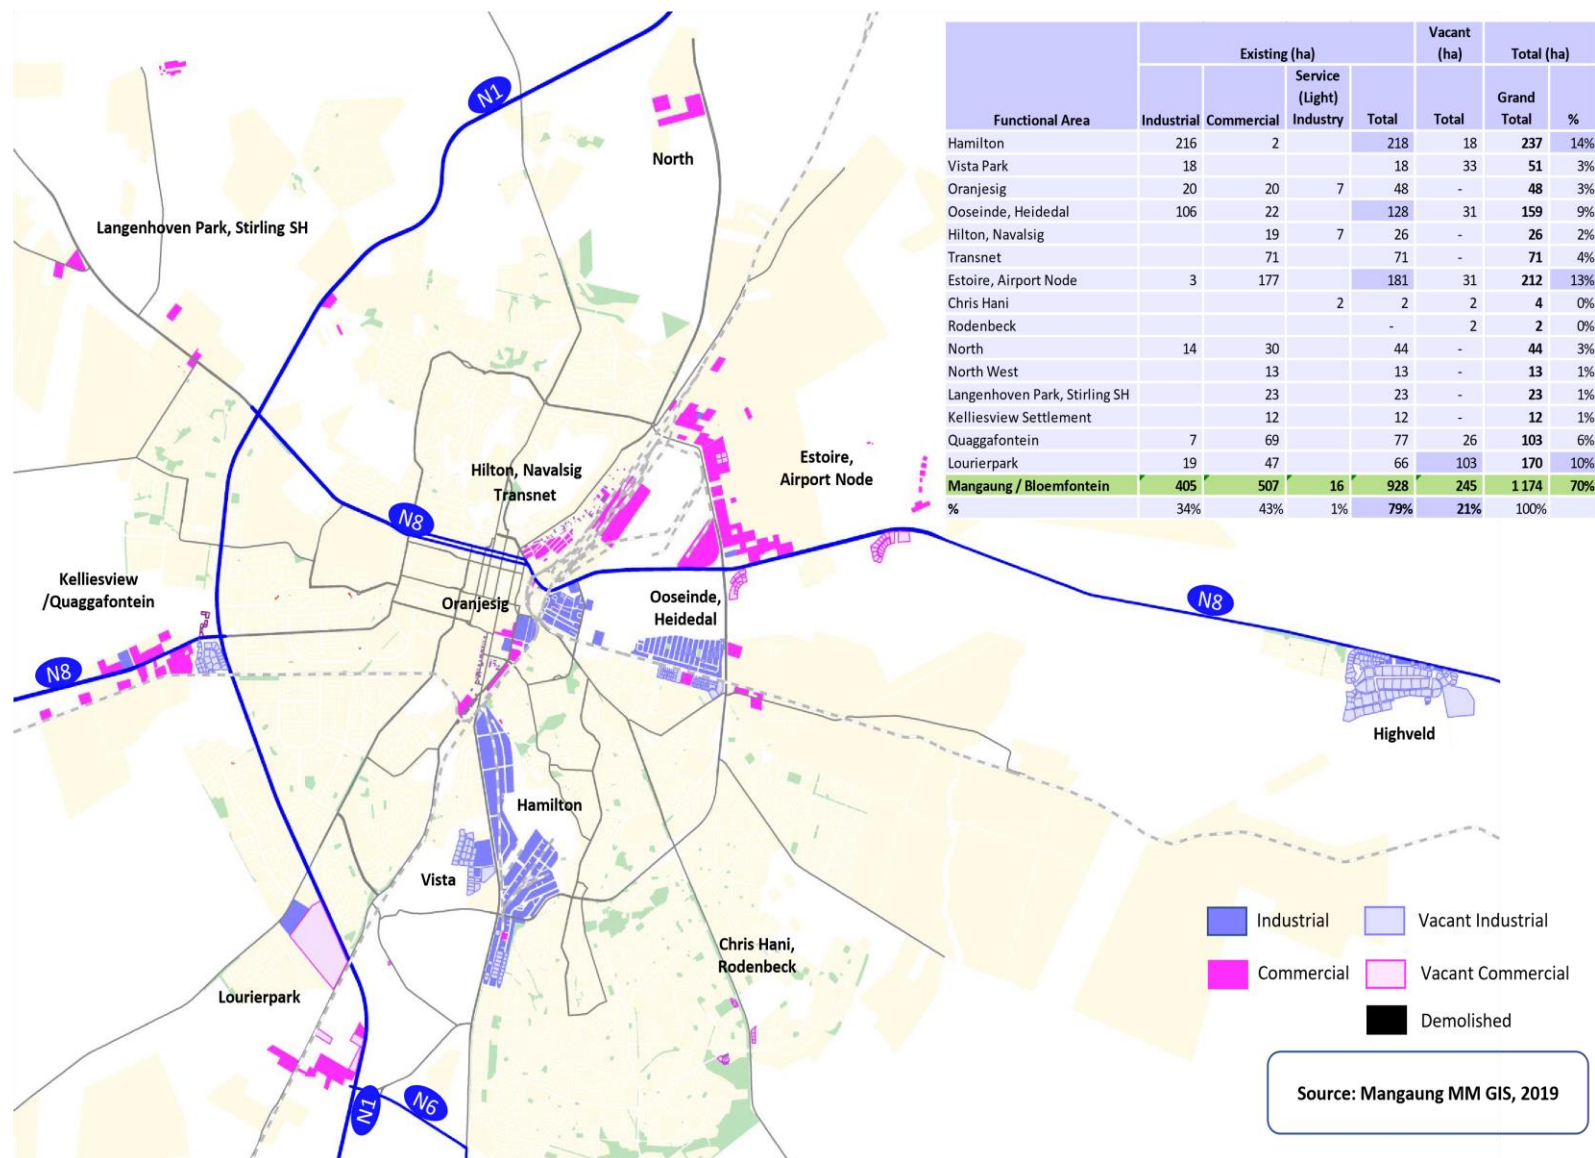 Existing (ha) Vacant (ha) Total (ha)
Functional Area Industrial Commercial Service (Light) Industry Total Total Grand Total %
Hamilton 216 2 218 18 237 14%
Vista Park 18 18 33 51 3%
Oranjesig 20 20 7 48 - 48 3%
Ooseinde, Heidedal 106 22 128 31 159 9%
Hilton, Navalsig 19 7 26 - 26 2%
Transnet 71 71 - 71 4%
Estoire, Airport Node 3 177 181 31 212 13%
Chris Hani 2 2 2 4 0%
Rodenbeck - 2 2 0%
North 14 30 44 - 44 3%
North West 13 13 - 13 1%
Langenhoven Park, Stirling SH 23 23 - 23 1%
Kelliesview Settlement 12 12 - 12 1%
Quaggafontein 7 69 77 26 103 6%
Lourierpark 19 47 66 103 170 10%
Mangaung / Bloemfontein 405 507 16 928 245 1 174 70%
% 34% 43% 1% 79% 21% 100%
N1
North
Langenhoven Park, Stirling SH
Hilton, Navalsig
Transnet
Estoire,
Airport Node
N8
Kelliesview
/Quaggafontein
Oranjesig
Ooseinde,
Heidedal
N8
N8
Highveld
Hamilton
Vista
Chris Hani,
Rodenbeck
Lourierpark
N1
N6
Industrial
Vacant Industrial
Commercial
Vacant Commercial
Demolished
Source: Mangaung MM GIS, 2019